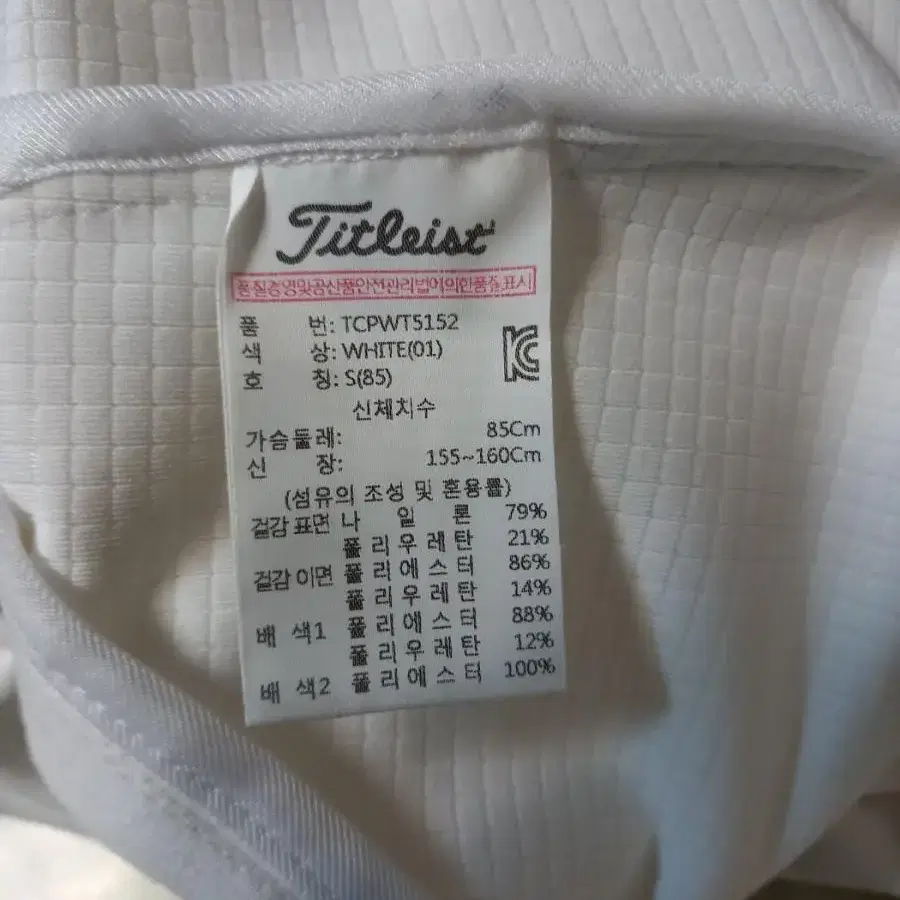 Titleist
품질경영및공산품안전관리법에의한품질표시
품 번: TCPWT5152
색 상: WHITE(01)
호 칭: S(85)
신체치수
가슴둘레: 85Cm
신 장: 155~160Cm
(섬유의 조성 및 혼용률)
겉감 표면 나 일 론 79%
폴 리 우 레 탄 21%
겉감 이면 폴 리 에 스 터 86%
폴 리 우 레 탄 14%
배 색1 폴 리 에 스 터 88%
폴 리 우 레 탄 12%
배 색2 폴 리 에 스 터 100%